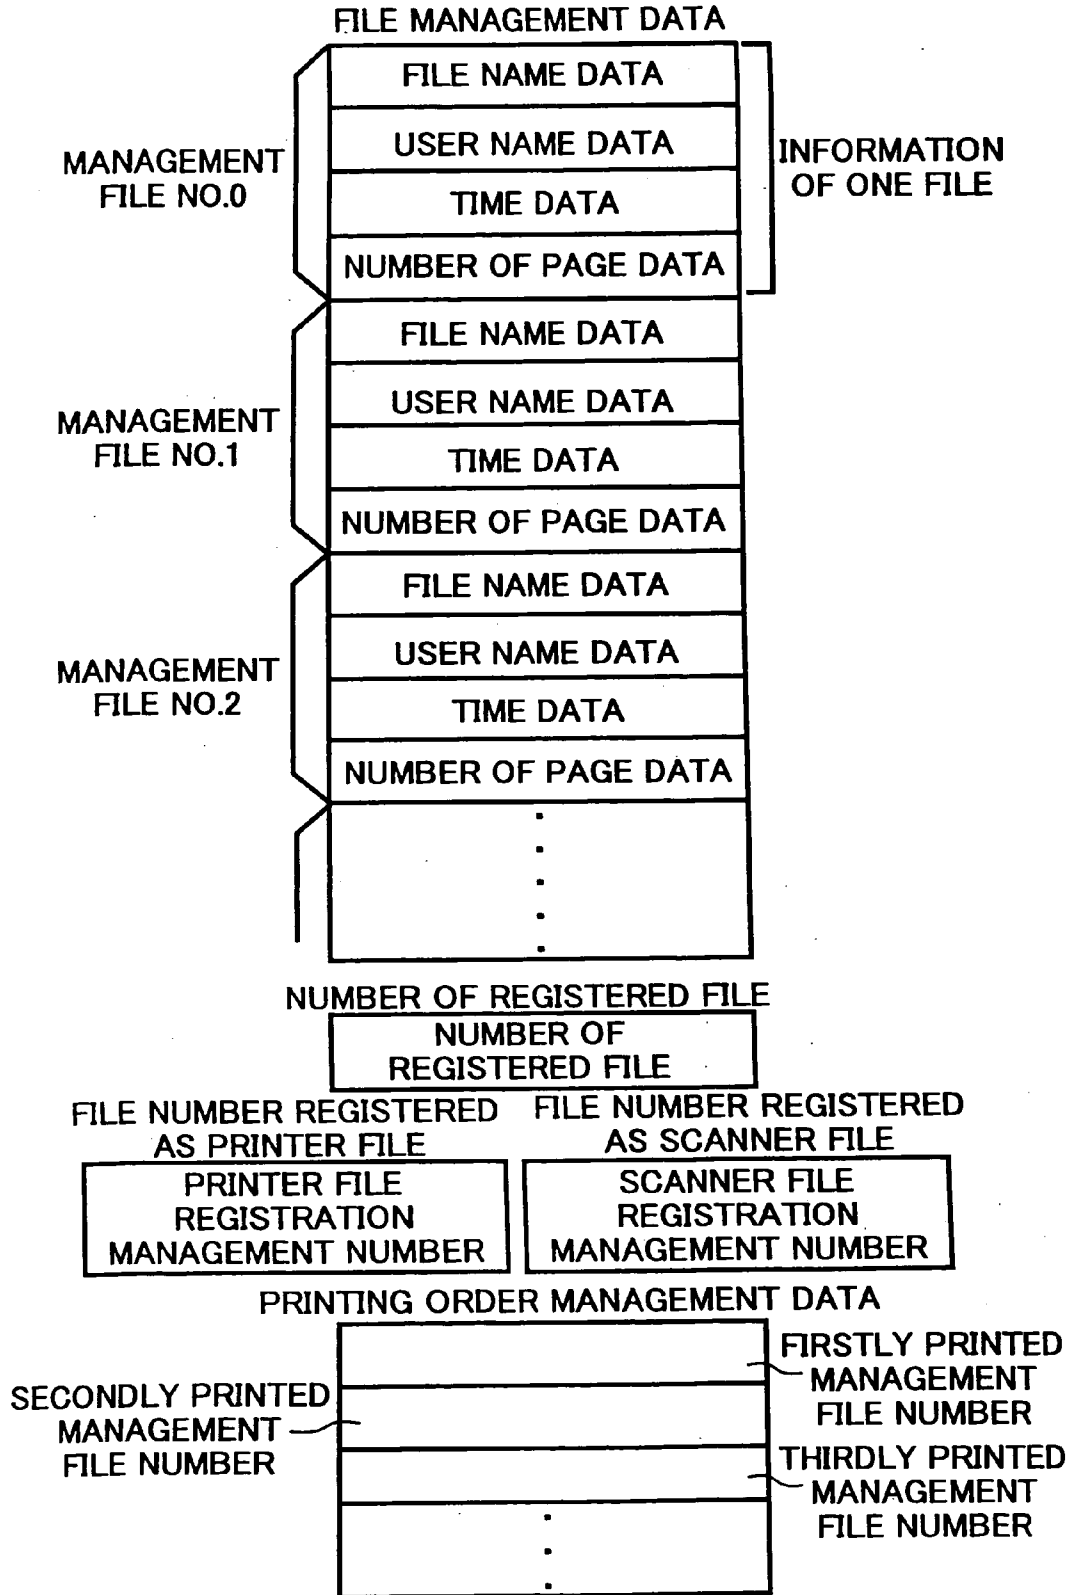 FILE MANAGEMENT DATA
FILE NAME DATA
USER NAME DATA
TIME DATA
NUMBER OF PAGE DATA
MANAGEMENT
FILE NO.0
INFORMATION
OF ONE FILE
FILE NAME DATA
USER NAME DATA
TIME DATA
NUMBER OF PAGE DATA
MANAGEMENT
FILE NO.1
FILE NAME DATA
USER NAME DATA
TIME DATA
NUMBER OF PAGE DATA
MANAGEMENT
FILE NO.2
NUMBER OF REGISTERED FILE
NUMBER OF
REGISTERED FILE
FILE NUMBER REGISTERED
AS PRINTER FILE
PRINTER FILE
REGISTRATION
MANAGEMENT NUMBER
FILE NUMBER REGISTERED
AS SCANNER FILE
SCANNER FILE
REGISTRATION
MANAGEMENT NUMBER
PRINTING ORDER MANAGEMENT DATA
FIRSTLY PRINTED
MANAGEMENT
FILE NUMBER
SECONDLY PRINTED
MANAGEMENT
FILE NUMBER
THIRDLY PRINTED
MANAGEMENT
FILE NUMBER